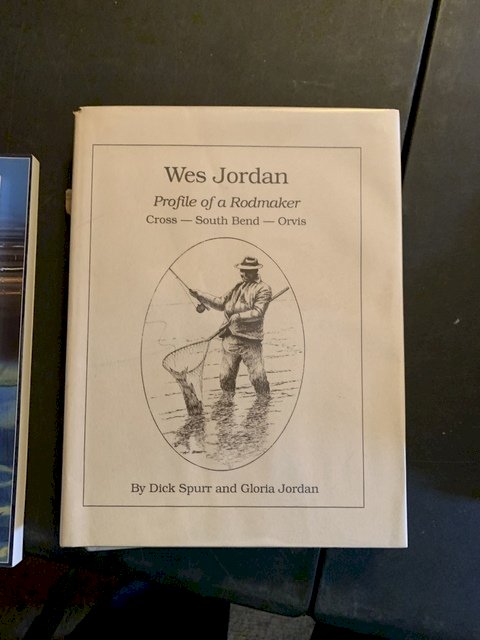 Wes Jordan
Profile of a Rodmaker
Cross — South Bend — Orvis
By Dick Spurr and Gloria Jordan